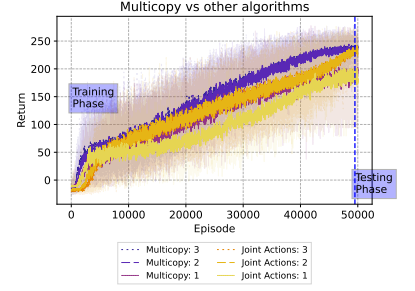 Multicopy vs other algorithms
Return
250
200
150
100
50
0
Training
Phase
Testing
Phase
0
10000
20000
30000
40000
50000
Episode
Multicopy: 3
Multicopy: 2
Multicopy: 1
Joint Actions: 3
Joint Actions: 2
Joint Actions: 1